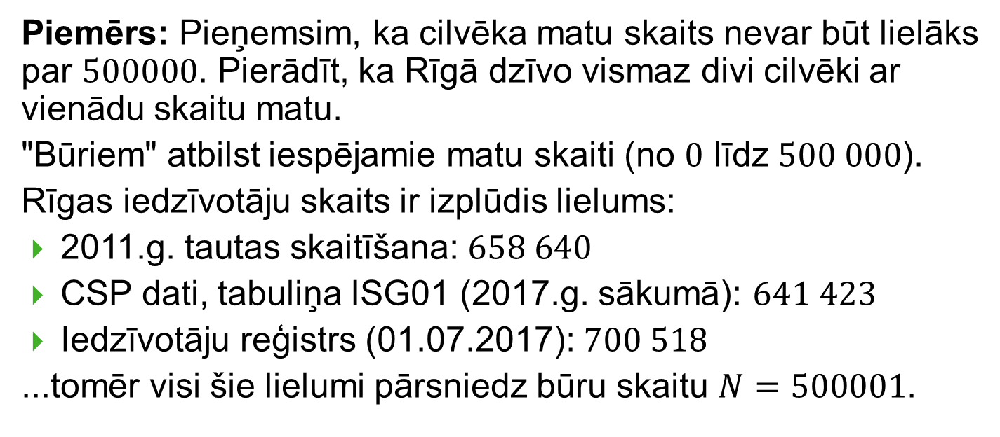 Piemērs: Pieņemsim, ka cilvēka matu skaits nevar būt lielāks
par 500000. Pierādīt, ka Rīgā dzīvo vismaz divi cilvēki ar
vienādu skaitu matu.
"Būriem" atbilst iespējamie matu skaiti (no 0 līdz 500 000).
Rīgas iedzīvotāju skaits ir izplūdis lielums:
2011.g. tautas skaitīšana: 658 640
CSP dati, tabuliņa ISG01 (2017.g. sākumā): 641 423
Iedzīvotāju reģistrs (01.07.2017): 700 518
...tomēr visi šie lielumi pārsniedz būru skaitu N = 500001.